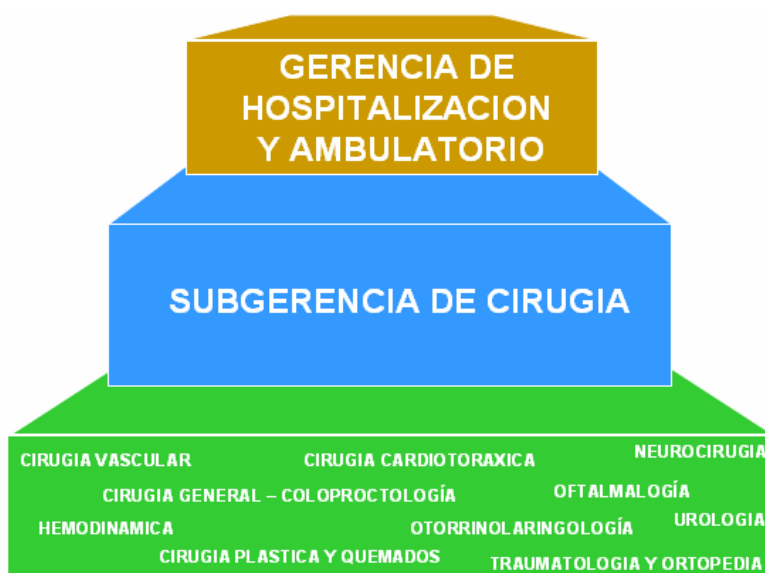 GERENCIA DE
HOSPITALIZACION
Y AMBULATORIO
SUBGERENCIA DE CIRUGIA
CIRUGIA VASCULAR
CIRUGIA CARDIOTORAXICA
NEUROCIRUGIA
CIRUGIA GENERAL – COLOPROCTOLOGÍA
OFTALMALOGÍA
HEMODINAMICA
OTORRINOLARINGOLOGÍA
UROLOGIA
CIRUGIA PLASTICA Y QUEMADOS
TRAUMATOLOGIA Y ORTOPEDIA